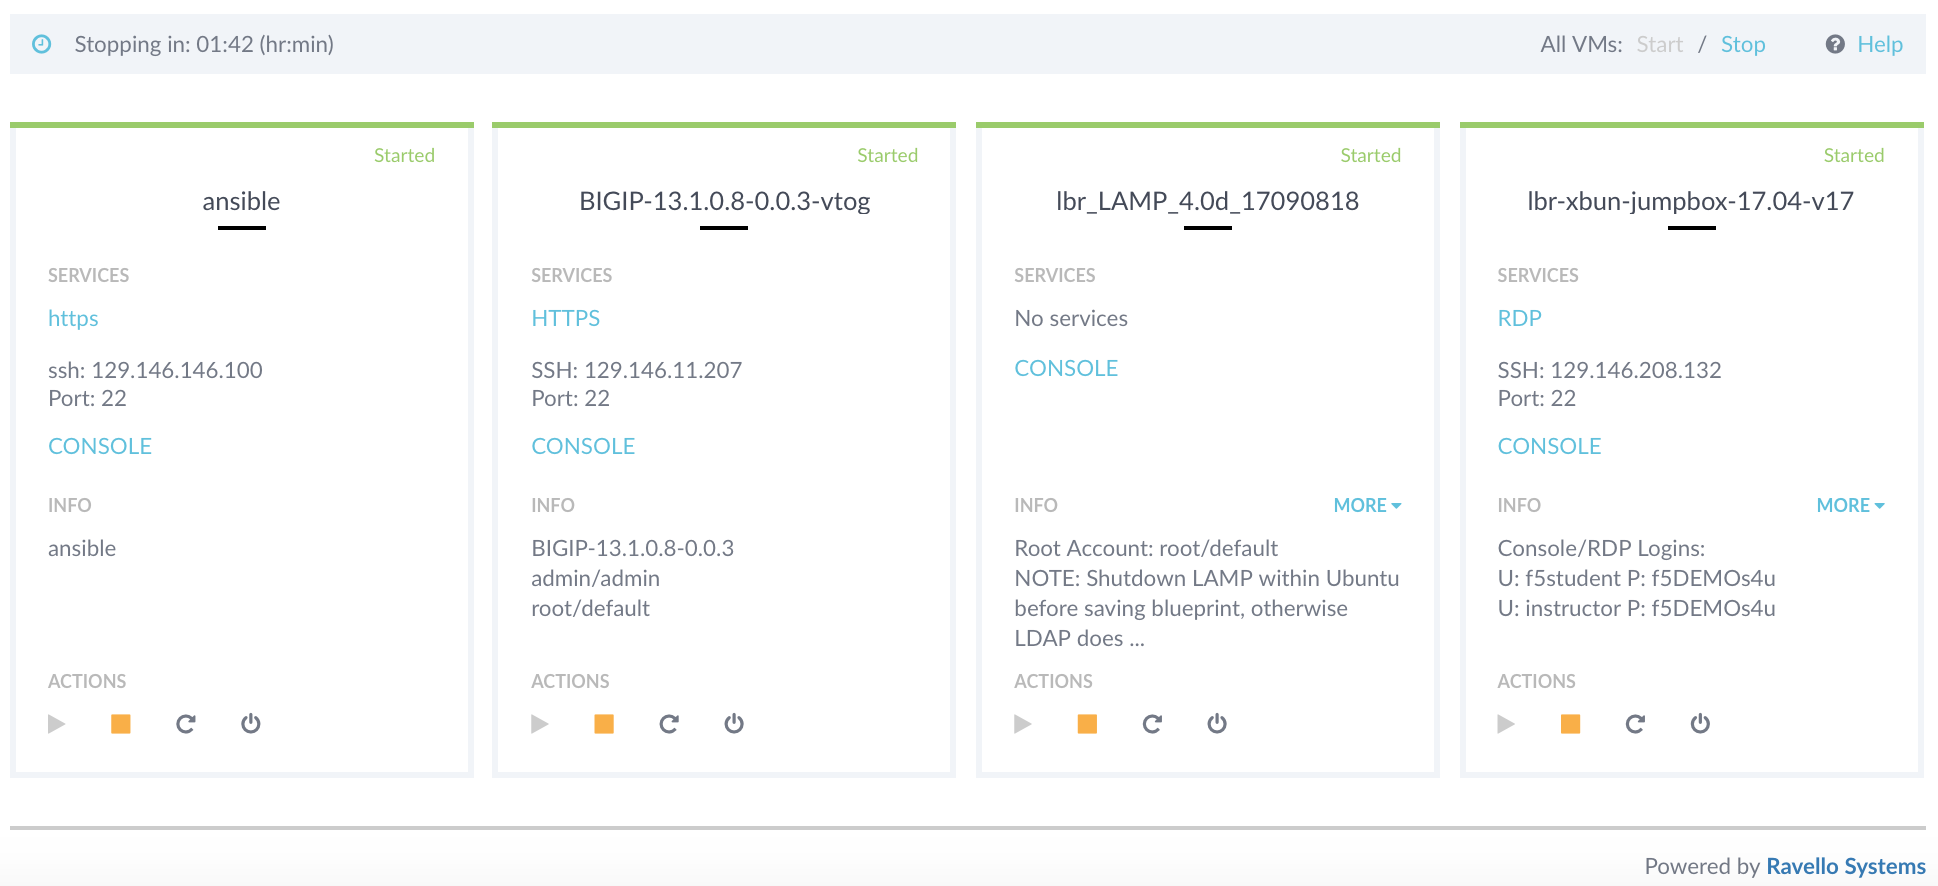 Stopping in: 01:42 (hr:min)
All VMs: Start / Stop
Help
Started
ansible
SERVICES
https
ssh: 129.146.146.100
Port: 22
CONSOLE
INFO
ansible
ACTIONS
Started
BIGIP-13.1.0.8-0.0.3-vtog
SERVICES
HTTPS
SSH: 129.146.11.207
Port: 22
CONSOLE
INFO
BIGIP-13.1.0.8-0.0.3
admin/admin
root/default
ACTIONS
Started
lbr_LAMP_4.0d_17090818
SERVICES
No services
CONSOLE
INFO
MORE
Root Account: root/default
NOTE: Shutdown LAMP within Ubuntu
before saving blueprint, otherwise
LDAP does ...
ACTIONS
Started
lbr-xbun-jumpbox-17.04-v17
SERVICES
RDP
SSH: 129.146.208.132
Port: 22
CONSOLE
INFO
MORE
Console/RDP Logins:
U: f5student P: f5DEMOs4u
U: instructor P: f5DEMOs4u
ACTIONS
Powered by Ravello Systems